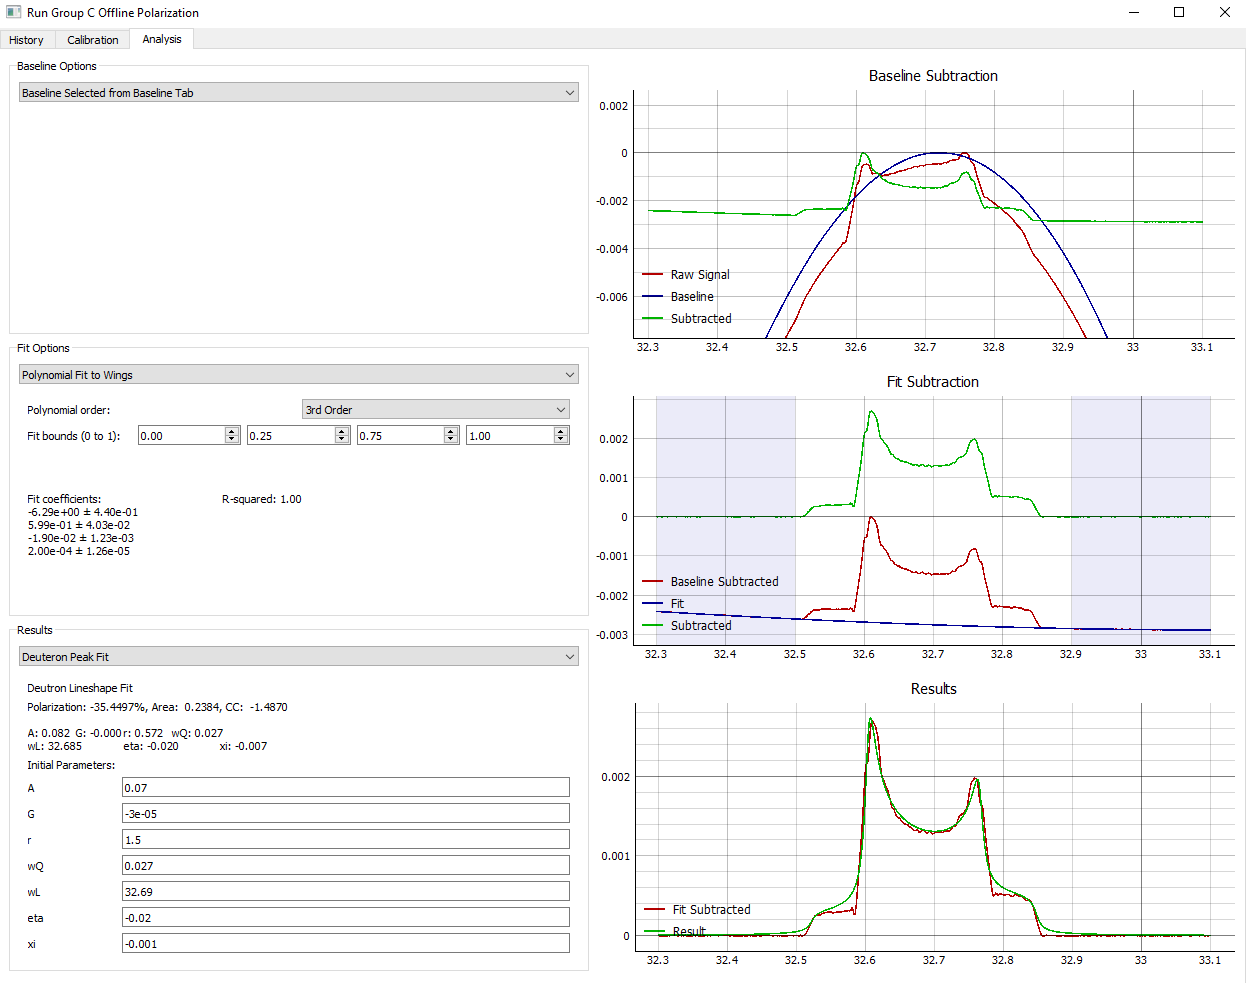 Run Group C Offline Polarization
History Calibration Analysis
Baseline Options
Baseline Selected from Baseline Tab
Fit Options
Polynomial Fit to Wings
Polynomial order: 3rd Order
Fit bounds (0 to 1): 0.00 0.25 0.75 1.00
Fit coefficients: R-squared: 1.00
-6.29e+00 ± 4.40e-01
5.99e-01 ± 4.03e-02
-1.90e-02 ± 1.23e-03
2.00e-04 ± 1.26e-05
Results
Deuteron Peak Fit
Deutron Lineshape Fit
Polarization: -35.4497%, Area: 0.2384, CC: -1.4870
A: 0.082 G: -0.000 r: 0.572 wQ: 0.027
wL: 32.685 eta: -0.020 xi: -0.007
Initial Parameters:
A 0.07
G -3e-05
r 1.5
wQ 0.027
wL 32.69
eta -0.02
xi -0.001
Baseline Subtraction
0.002
0
-0.002
-0.004
-0.006
Raw Signal
Baseline
Subtracted
32.3 32.4 32.5 32.6 32.7 32.8 32.9 33 33.1
Fit Subtraction
0.002
0.001
0
-0.001
-0.002
-0.003
Baseline Subtracted
Fit
Subtracted
32.3 32.4 32.5 32.6 32.7 32.8 32.9 33 33.1
Results
0.002
0.001
0
Fit Subtracted
Result
32.3 32.4 32.5 32.6 32.7 32.8 32.9 33 33.1